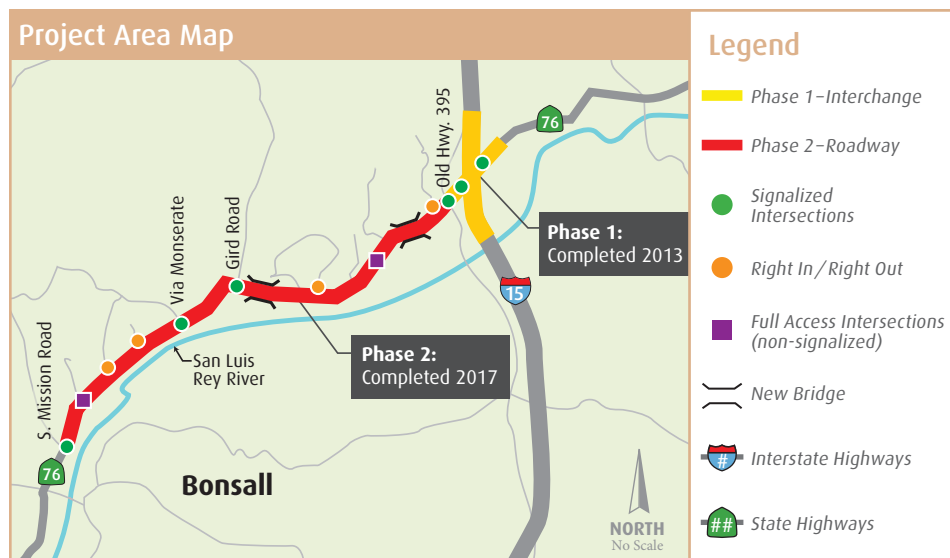 Project Area Map
Old Hwy. 395
76
Via Monserate
Gird Road
Phase 1:
Completed 2013
15
S. Mission Road
San Luis
Rey River
Phase 2:
Completed 2017
76
Bonsall
NORTH
No Scale
Legend
Phase 1–Interchange
Phase 2–Roadway
Signalized
Intersections
Right In/Right Out
Full Access Intersections
(non-signalized)
New Bridge
#
Interstate Highways
##
State Highways